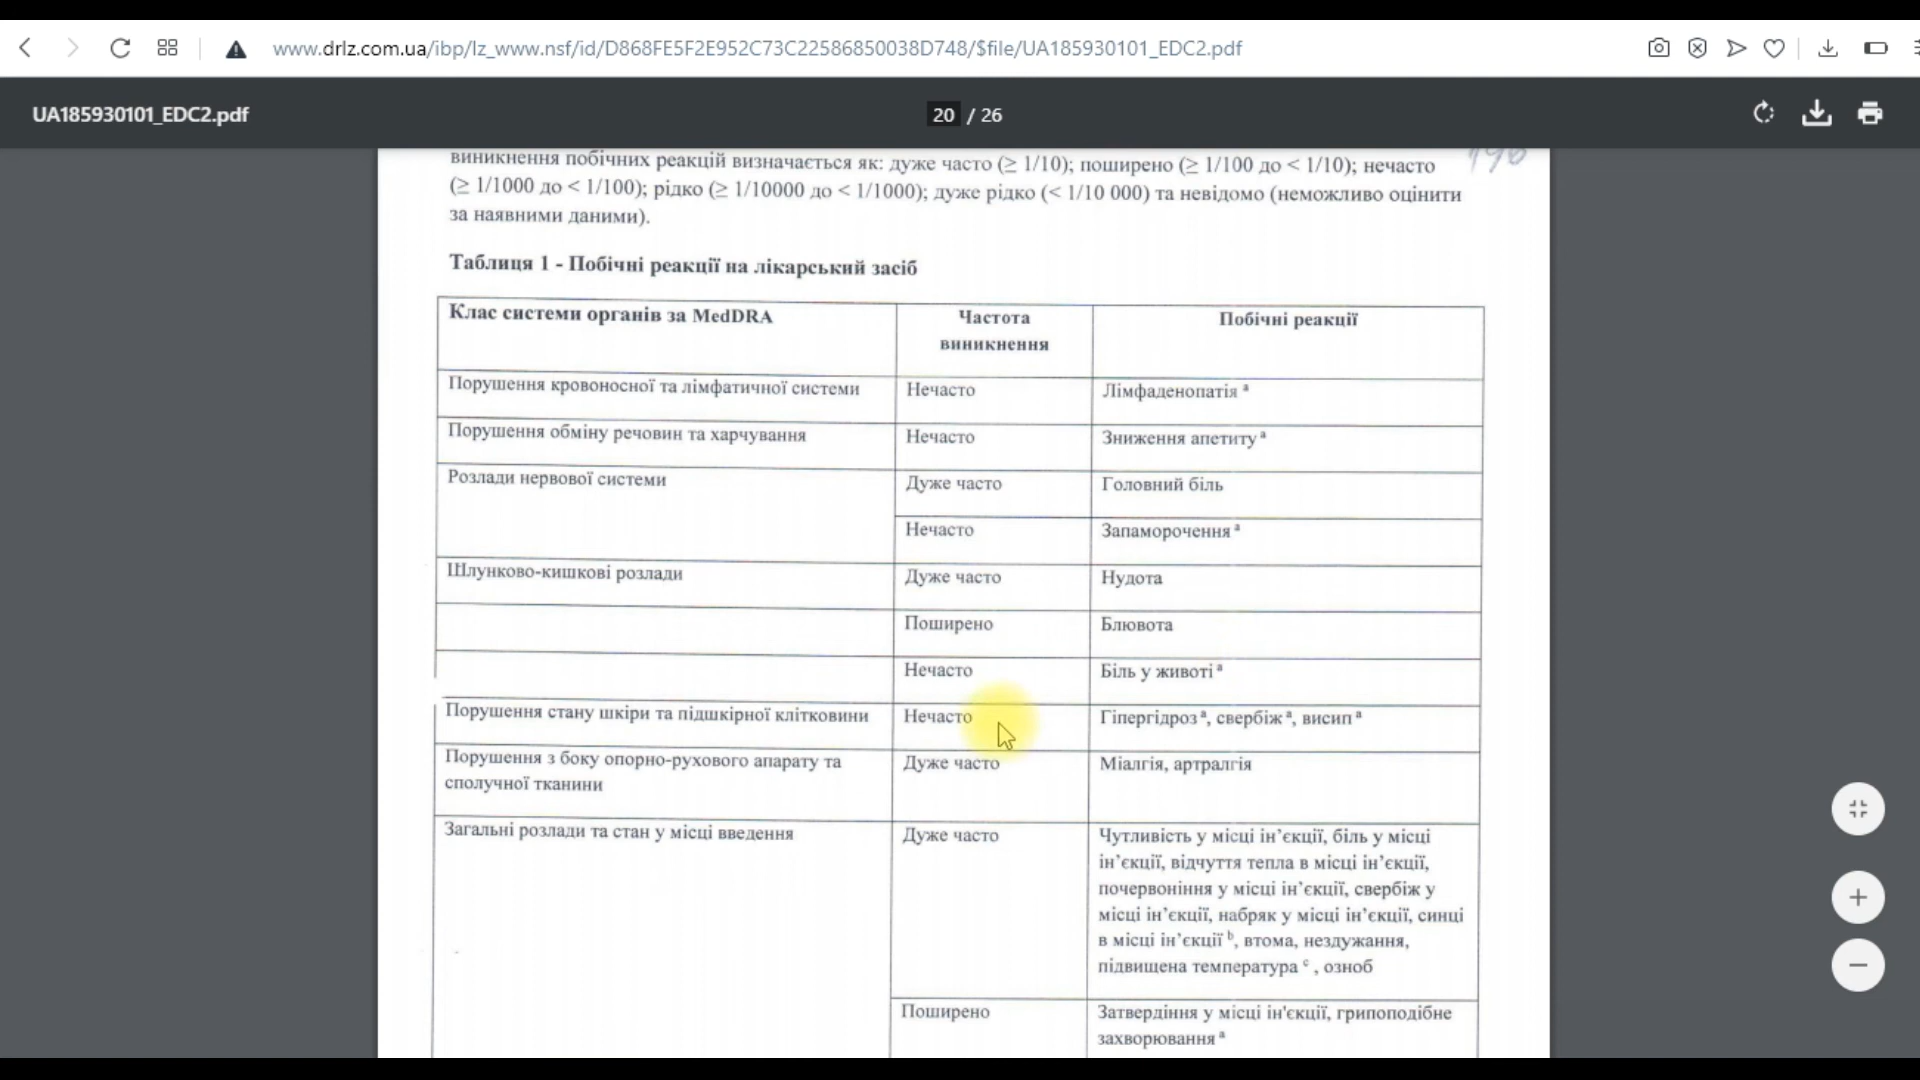 www.drlz.com.ua/ibp/lz_www.nsf/id/D868FE5F2E952C73C22586850038D748/$file/UA185930101_EDC2.pdf
UA185930101_EDC2.pdf
20 / 26
виникнення побічних реакцій визначається як: дуже часто (≥ 1/10); поширено (≥ 1/100 до < 1/10); нечасто
(≥ 1/1000 до < 1/100); рідко (≥ 1/10000 до < 1/1000); дуже рідко (< 1/10 000) та невідомо (неможливо оцінити
за наявними даними).
Таблиця 1 - Побічні реакції на лікарський засіб
Клас системи органів за MedDRA
Частота
виникнення
Побічні реакції
Порушення кровоносної та лімфатичної системи
Нечасто
Лімфаденопатія ª
Порушення обміну речовин та харчування
Нечасто
Зниження апетиту ª
Розлади нервової системи
Дуже часто
Головний біль
Нечасто
Запаморочення ª
Шлунково-кишкові розлади
Дуже часто
Нудота
Поширено
Блювота
Нечасто
Біль у животі ª
Порушення стану шкіри та підшкірної клітковини
Нечасто
Гіпергідроз ª, свербіж ª, висип ª
Порушення з боку опорно-рухового апарату та
сполучної тканини
Дуже часто
Міалгія, артралгія
Загальні розлади та стан у місці введення
Дуже часто
Чутливість у місці ін’єкції, біль у місці
ін’єкції, відчуття тепла в місці ін’єкції,
почервоніння у місці ін’єкції, свербіж у
місці ін’єкції, набряк у місці ін’єкції, синці
в місці ін’єкції ᵇ, втома, нездужання,
підвищена температура ᶜ , озноб
Поширено
Затвердіння у місці ін'єкції, грипоподібне
захворювання ª